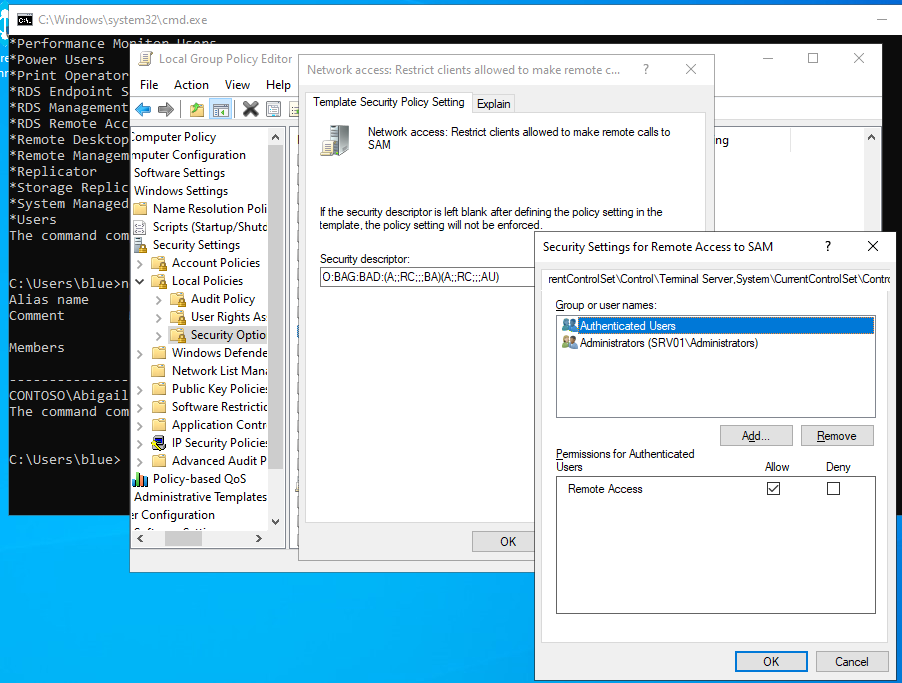 C:\Windows\system32\cmd.exe
*Performance Monitor Users
*Power Users
*Print Operator
*RDS Endpoint S
*RDS Management
*RDS Remote Acc
*Remote Desktop
*Remote Managem
*Replicator
*Storage Replic
*System Managed
*Users
The command com
C:\Users\blue>n
Alias name
Comment
Members
CONTOSO\Abigail
The command com
C:\Users\blue>
Local Group Policy Editor
File Action View Help
Computer Policy
mputer Configuration
Software Settings
Windows Settings
Name Resolution Poli
Scripts (Startup/Shutd
Security Settings
Account Policies
Local Policies
Audit Policy
User Rights As
Security Optio
Windows Defende
Network List Mana
Public Key Policies
Software Restrictic
Application Contr
IP Security Policies
Advanced Audit P
Policy-based QoS
Administrative Templates
er Configuration
ng
Network access: Restrict clients allowed to make remote c...
Template Security Policy Setting Explain
Network access: Restrict clients allowed to make remote calls to
SAM
If the security descriptor is left blank after defining the policy setting in the
template, the policy setting will not be enforced.
Security descriptor:
O:BAG:BAD:(A;;RC;;;BA)(A;;RC;;;AU)
OK
Security Settings for Remote Access to SAM
rentControlSet\Control\Terminal Server,System\CurrentControlSet\Contro
Group or user names:
Authenticated Users
Administrators (SRV01\Administrators)
Add... Remove
Permissions for Authenticated
Users Allow Deny
Remote Access
OK Cancel